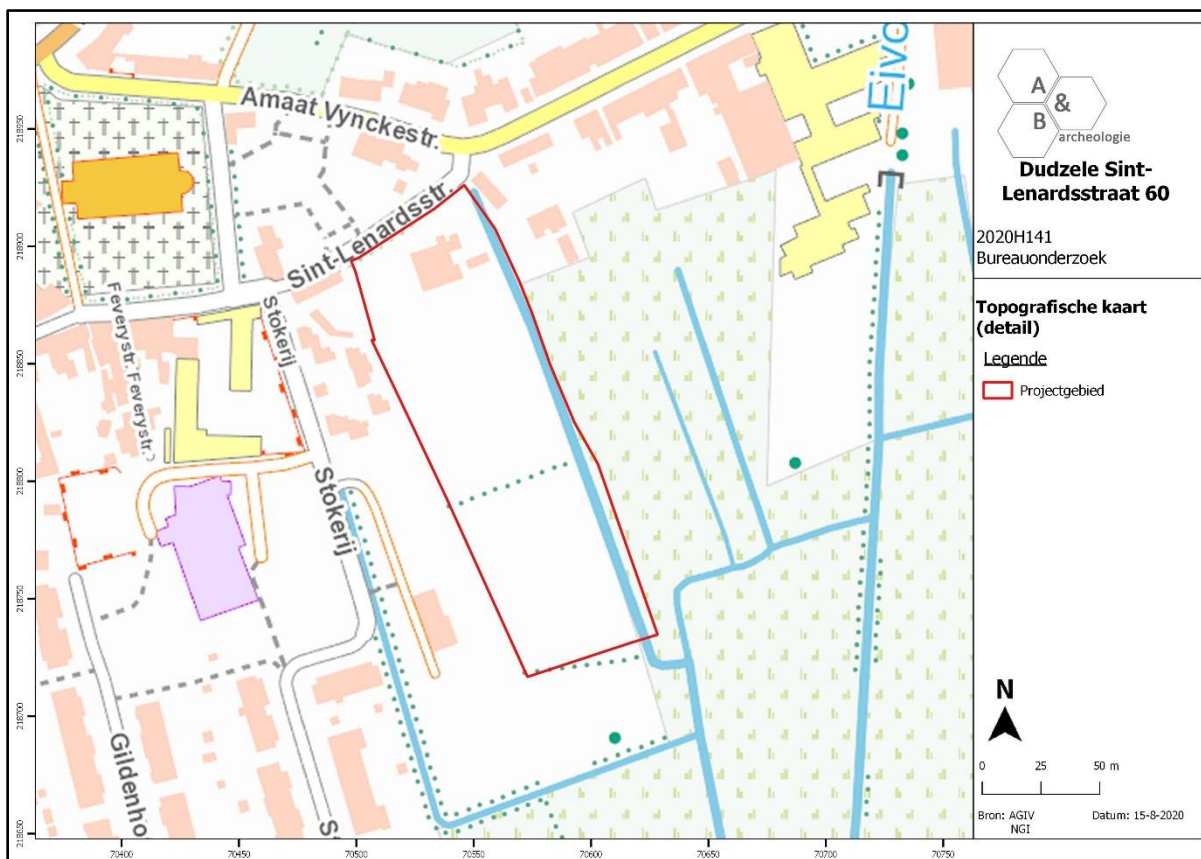 Amaat Vynckestr.
Eivo
Sint-Lenardsstr.
Feverystr.
Feverystr.
Stokerij
Stokerij
Gildenho
S
A
&
B
archeologie
Dudzele Sint-
Lenardsstraat 60
2020H141
Bureauonderzoek
Topografische kaart
(detail)
Legende
Projectgebied
N
0 25 50 m
Bron: AGIV
NGI
Datum: 15-8-2020
218950
218900
218850
218800
218750
218700
218650
70400 70450 70500 70550 70600 70650 70700 70750